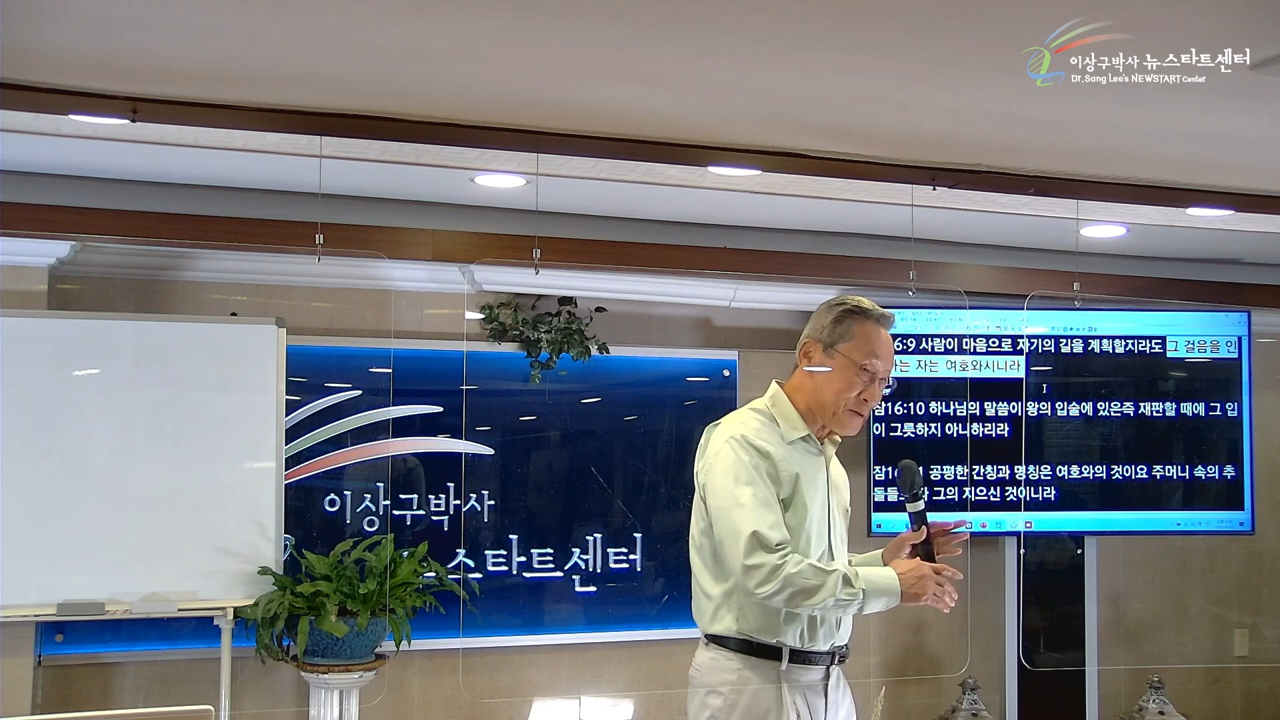 이상구박사 뉴스타트센터
Dr. Sang Lee's NEWSTART Center
6:9 사람이 마음으로 자기의 길을 계획할지라도 그 걸음을 인
는 자는 여호와시니라
잠16:10 하나님의 말씀이 왕의 입술에 있은즉 재판할 때에 그 입
이 그릇하지 아니하리라
잠16 공평한 간칭과 명칭은 여호와의 것이요 주머니 속의 추
돌들 그의 지으신 것이니라
이상구박사
스타트센터